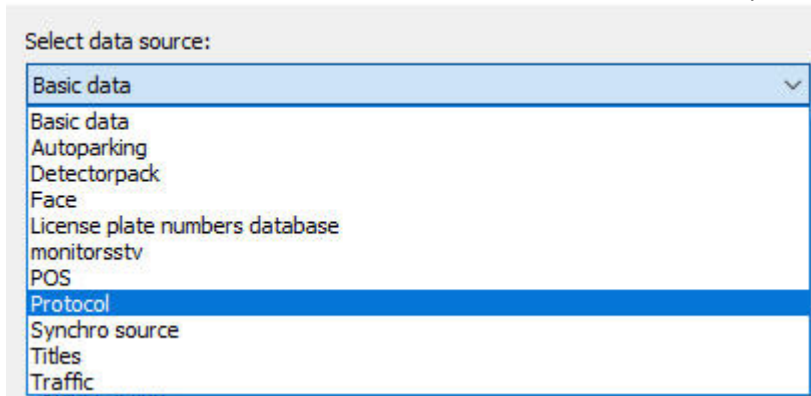 Select data source:
Basic data
Basic data
Autoparking
Detectorpack
Face
License plate numbers database
monitorsstv
POS
Protocol
Synchro source
Titles
Traffic